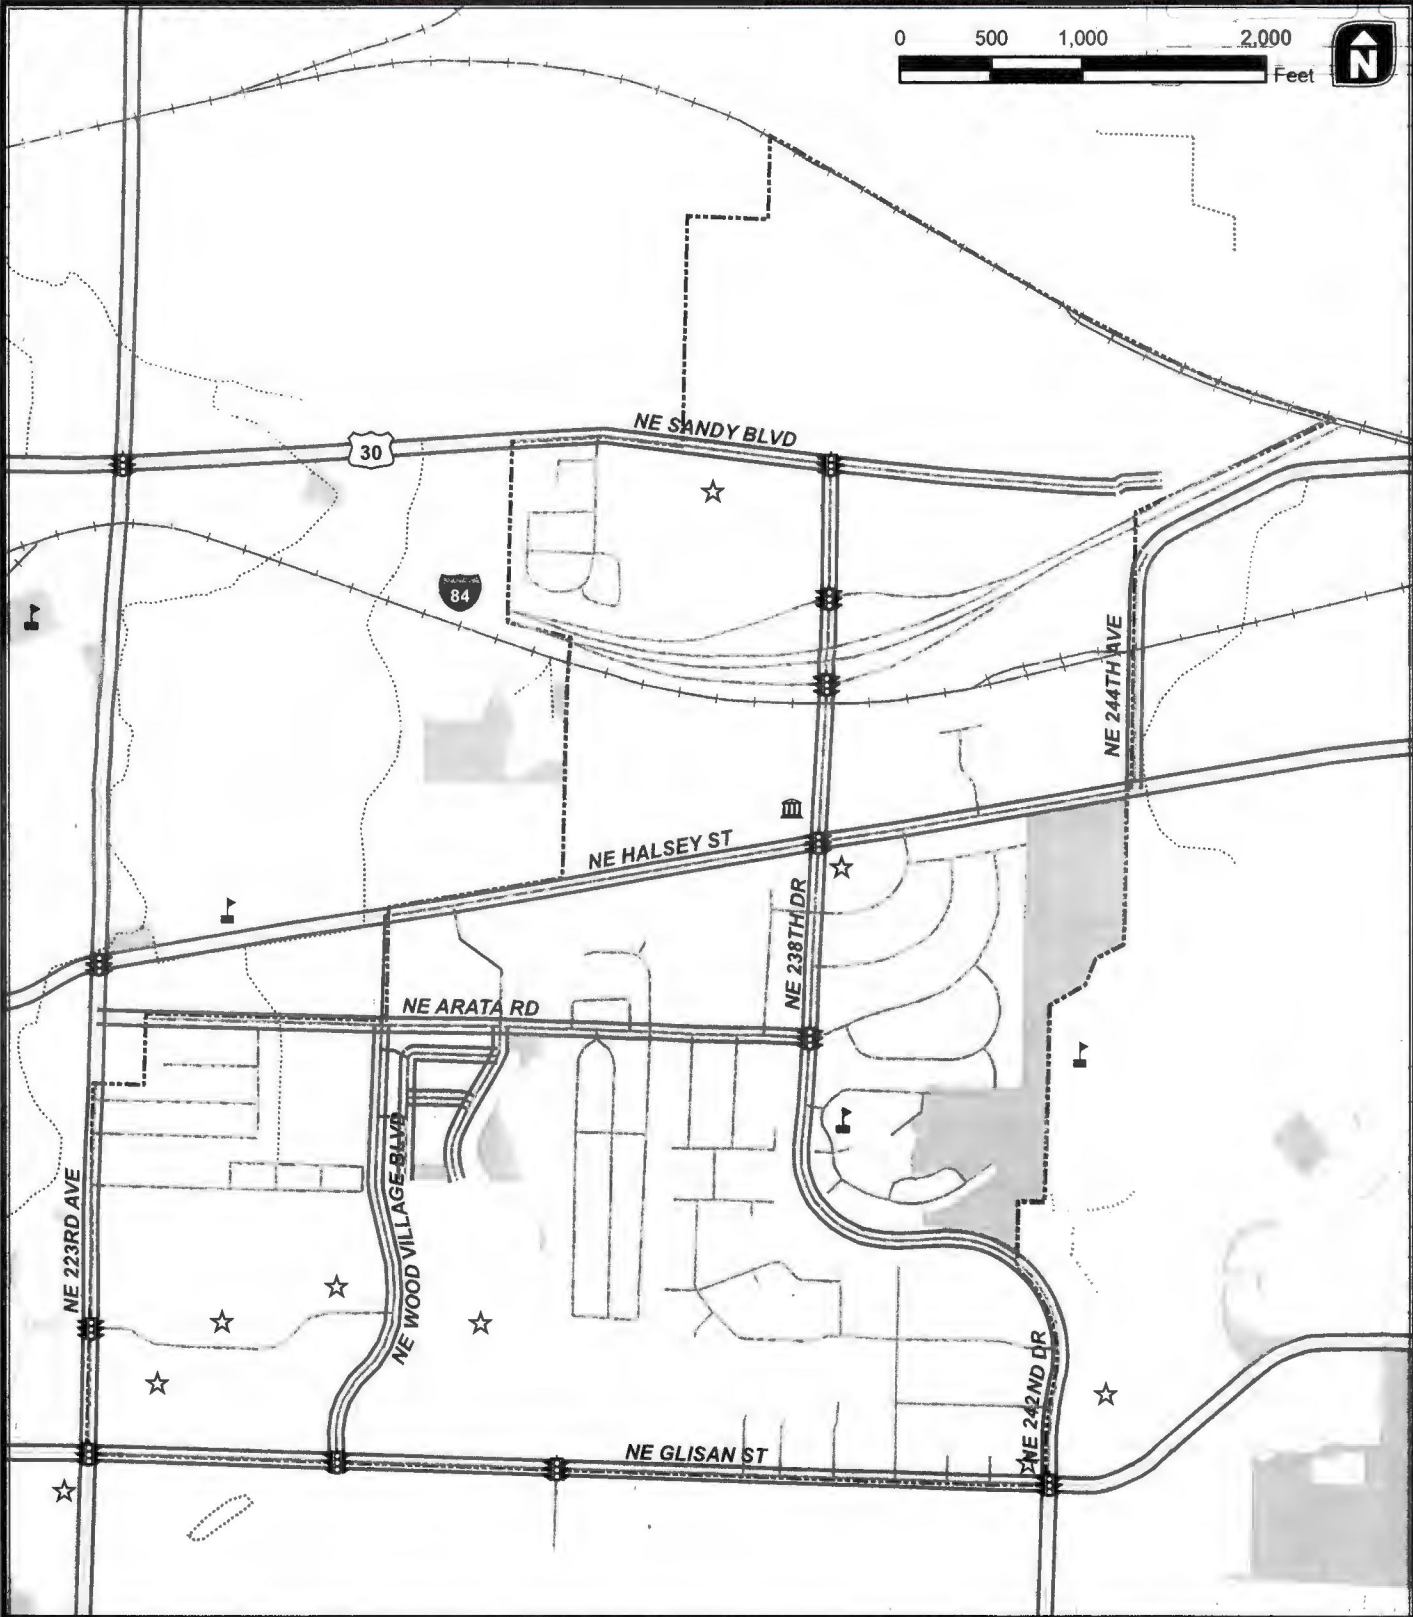 0 500 1,000 2,000
Feet
N
NE SANDY BLVD
30
84
NE 244TH AVE
NE HALSEY ST
NE 238TH DR
NE ARATA RD
NE WOOD VILLAGE BLVD
NE 223RD AVE
NE 242ND DR
NE GLISAN ST